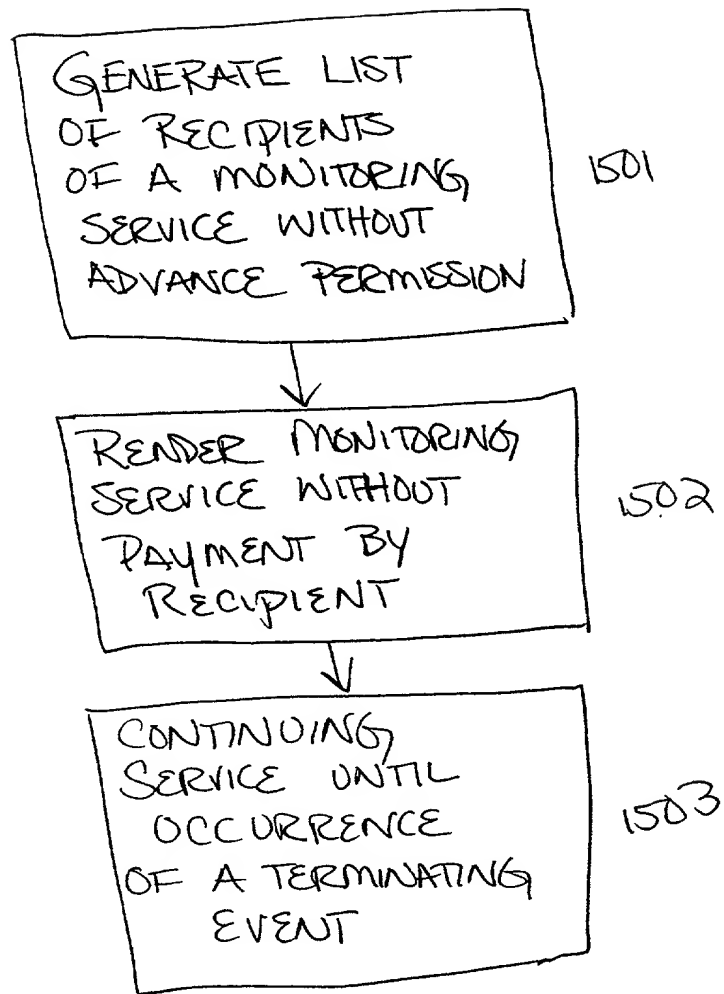 GENERATE LIST
OF RECIPIENTS
OF A MONITORING
SERVICE WITHOUT
ADVANCE PERMISSION
1501
RENDER MONITORING
SERVICE WITHOUT
PAYMENT BY
RECIPIENT
1502
CONTINUING
SERVICE UNTIL
OCCURRENCE
OF A TERMINATING
EVENT
1503